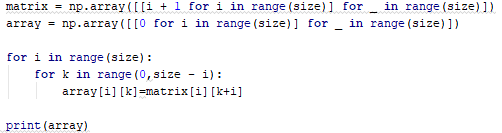 matrix = np.array([[i + 1 for i in range(size)] for _ in range(size)])
array = np.array([[0 for i in range(size)] for _ in range(size)])
for i in range(size):
    for k in range(0,size - i):
        array[i][k]=matrix[i][k+i]
print(array)